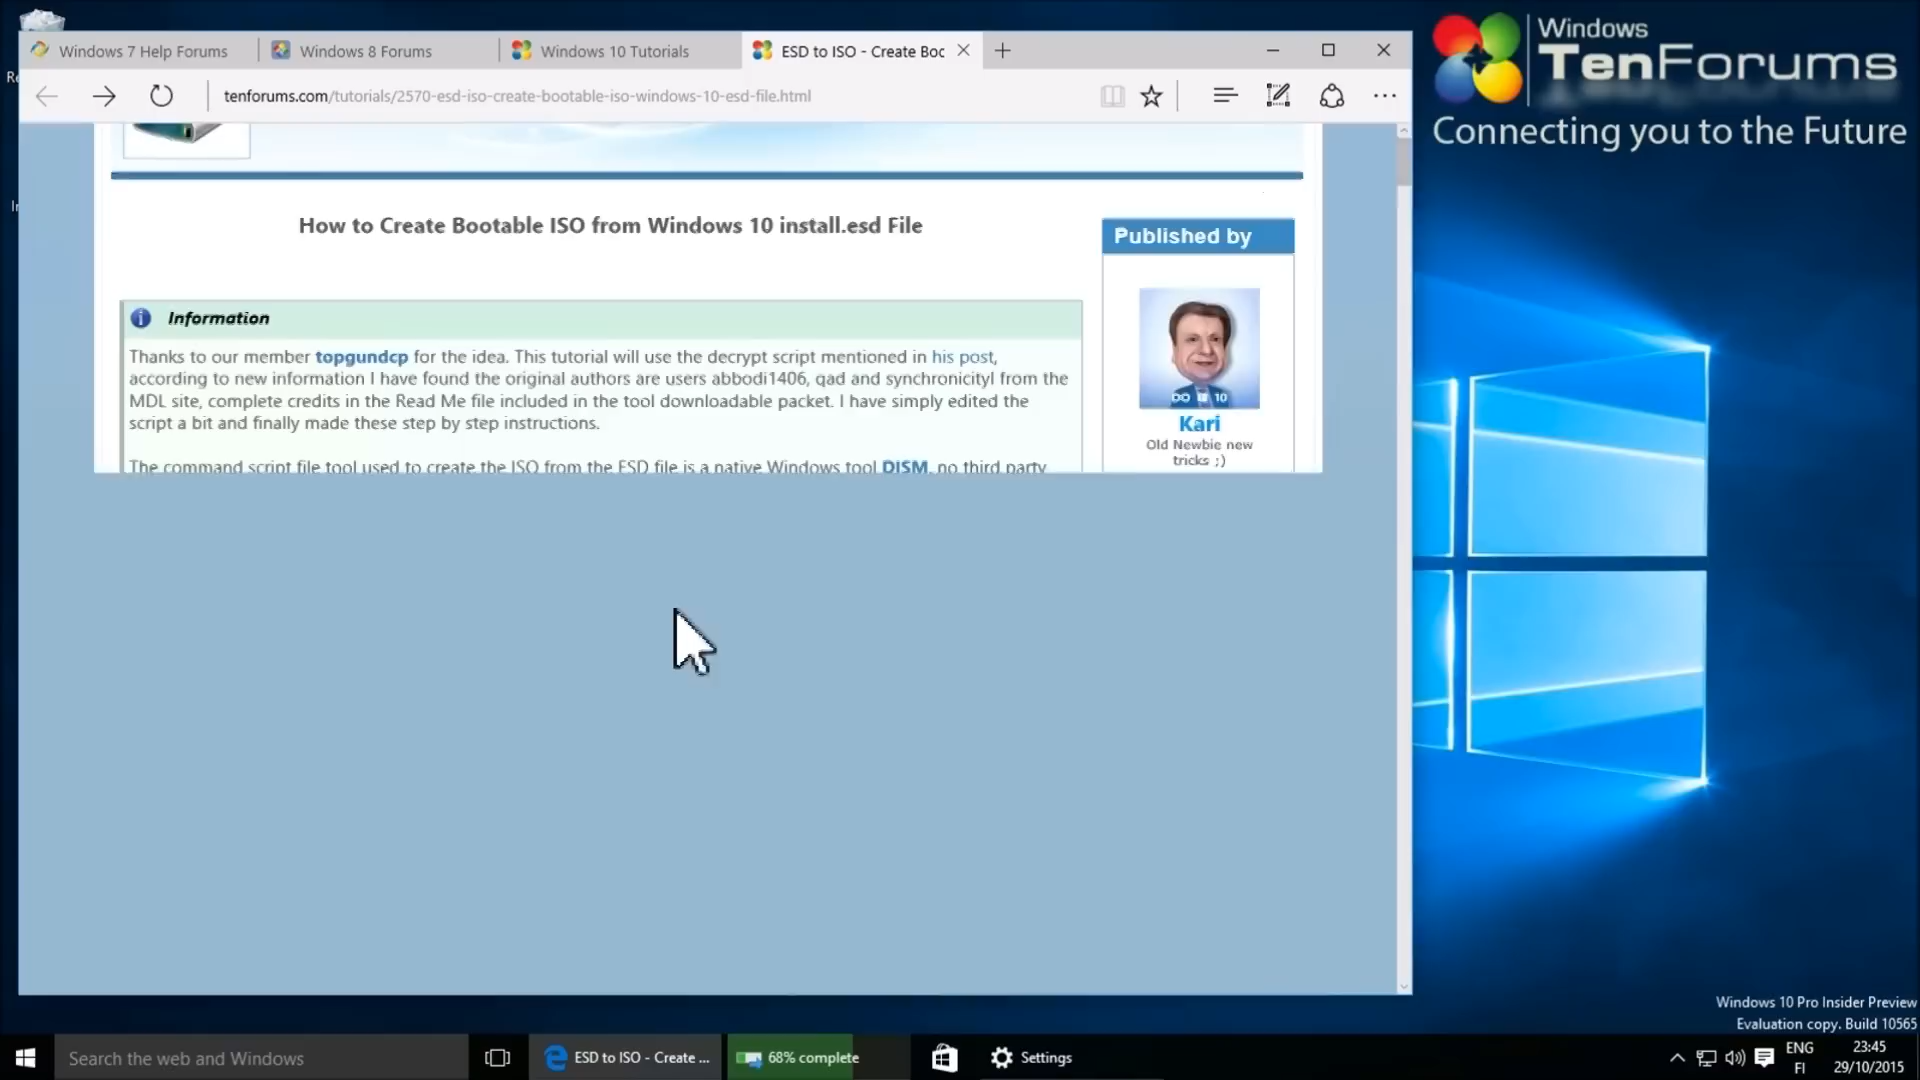 Windows 7 Help Forums
Windows 8 Forums
Windows 10 Tutorials
ESD to ISO - Create Boo
tenforums.com/tutorials/2570-esd-iso-create-bootable-iso-windows-10-esd-file.html
Windows
TenForums
Connecting you to the Future
How to Create Bootable ISO from Windows 10 install.esd File
Published by
Information
Thanks to our member topgundcp for the idea. This tutorial will use the decrypt script mentioned in his post,
according to new information I have found the original authors are users abbodi1406, qad and synchronicityI from the
MDL site, complete credits in the Read Me file included in the tool downloadable packet. I have simply edited the
script a bit and finally made these step by step instructions.
The command script file tool used to create the ISO from the ESD file is a native Windows tool DISM, no third party
Kari
Old Newbie new
tricks ;)
Windows 10 Pro Insider Preview
Evaluation copy. Build 10565
Search the web and Windows
ESD to ISO - Create ...
68% complete
Settings
ENG
FI
23:45
29/10/2015